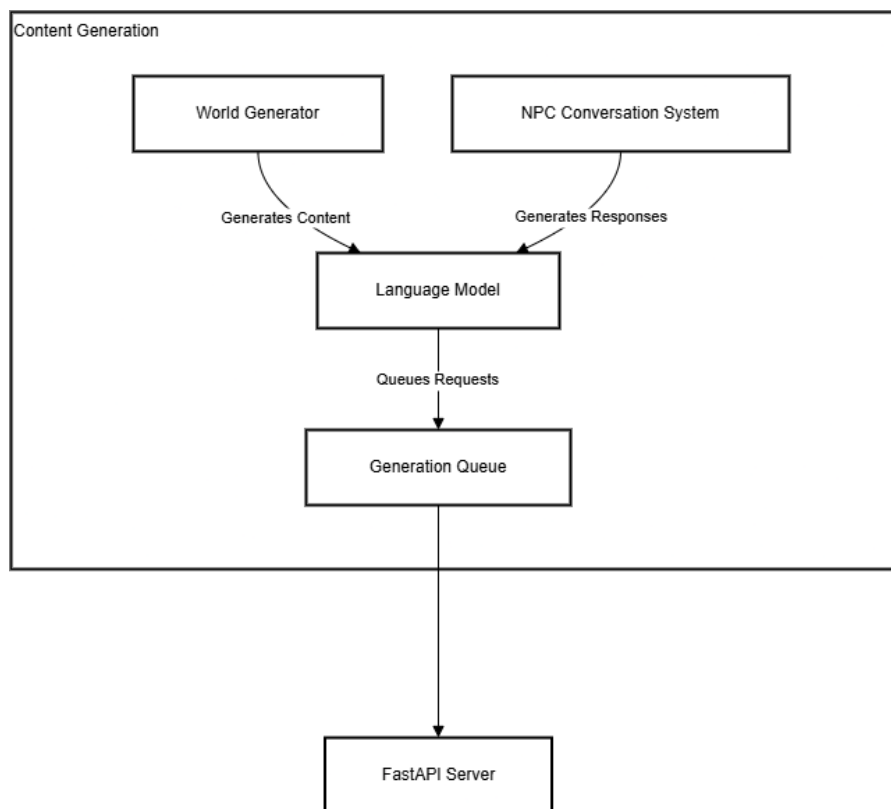 Content Generation
World Generator
NPC Conversation System
Generates Content
Generates Responses
Language Model
Queues Requests
Generation Queue
FastAPI Server